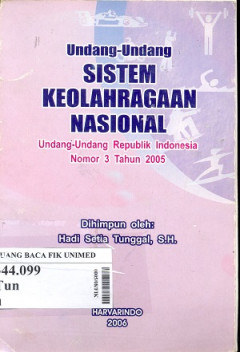 Undang-Undang
SISTEM
KEOLAHRAGAAN
NASIONAL
Undang-Undang Republik Indonesia
Nomor 3 Tahun 2005
Dihimpun oleh:
Hadi Setia Tunggal, S.H.
UANG BACA FIK UNIMED
44.099
Tun
HARVARINDO
2006